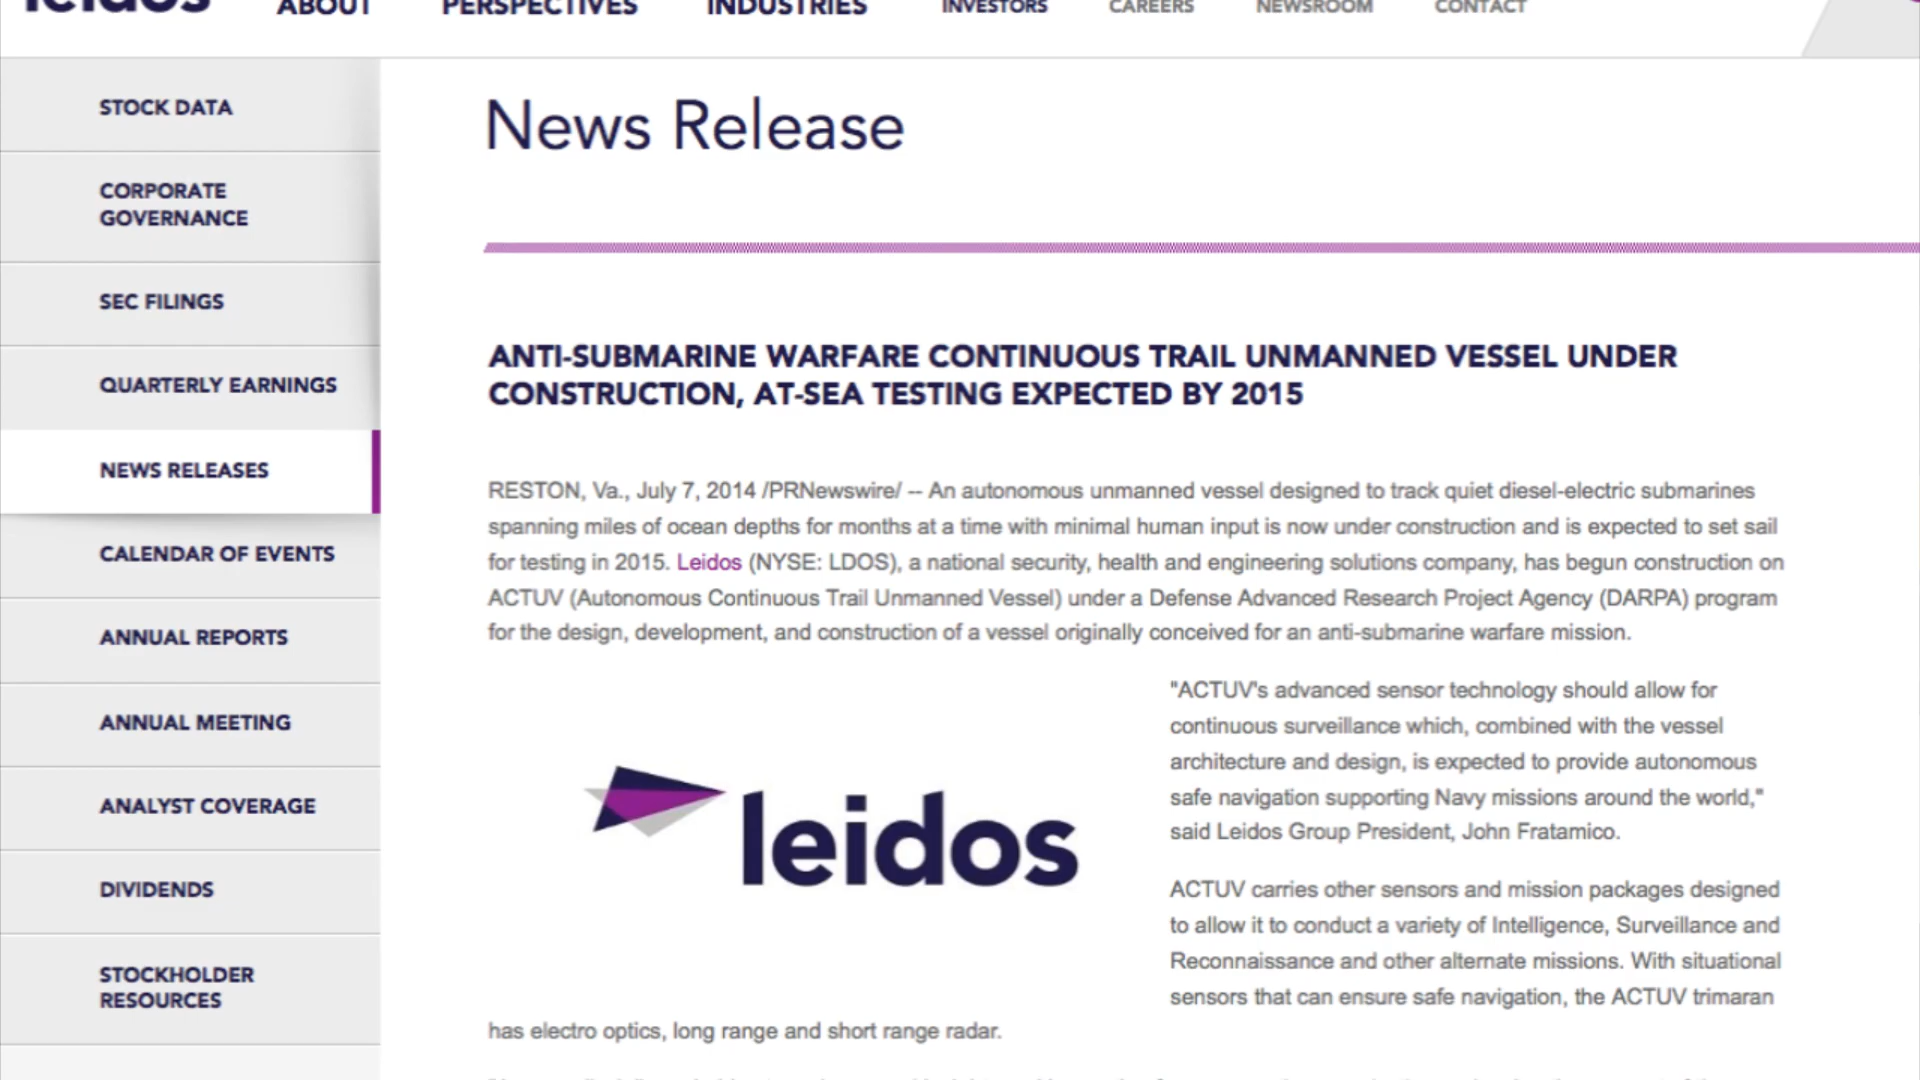 leidos
ABOUT
PERSPECTIVES
INDUSTRIES
INVESTORS
CAREERS
NEWSROOM
CONTACT
STOCK DATA
CORPORATE
GOVERNANCE
SEC FILINGS
QUARTERLY EARNINGS
NEWS RELEASES
CALENDAR OF EVENTS
ANNUAL REPORTS
ANNUAL MEETING
ANALYST COVERAGE
DIVIDENDS
STOCKHOLDER
RESOURCES
News Release
ANTI-SUBMARINE WARFARE CONTINUOUS TRAIL UNMANNED VESSEL UNDER
CONSTRUCTION, AT-SEA TESTING EXPECTED BY 2015
RESTON, Va., July 7, 2014 /PRNewswire/ -- An autonomous unmanned vessel designed to track quiet diesel-electric submarines
spanning miles of ocean depths for months at a time with minimal human input is now under construction and is expected to set sail
for testing in 2015. Leidos (NYSE: LDOS), a national security, health and engineering solutions company, has begun construction on
ACTUV (Autonomous Continuous Trail Unmanned Vessel) under a Defense Advanced Research Project Agency (DARPA) program
for the design, development, and construction of a vessel originally conceived for an anti-submarine warfare mission.
leidos
"ACTUV's advanced sensor technology should allow for
continuous surveillance which, combined with the vessel
architecture and design, is expected to provide autonomous
safe navigation supporting Navy missions around the world,"
said Leidos Group President, John Fratamico.
ACTUV carries other sensors and mission packages designed
to allow it to conduct a variety of Intelligence, Surveillance and
Reconnaissance and other alternate missions. With situational
sensors that can ensure safe navigation, the ACTUV trimaran
has electro optics, long range and short range radar.